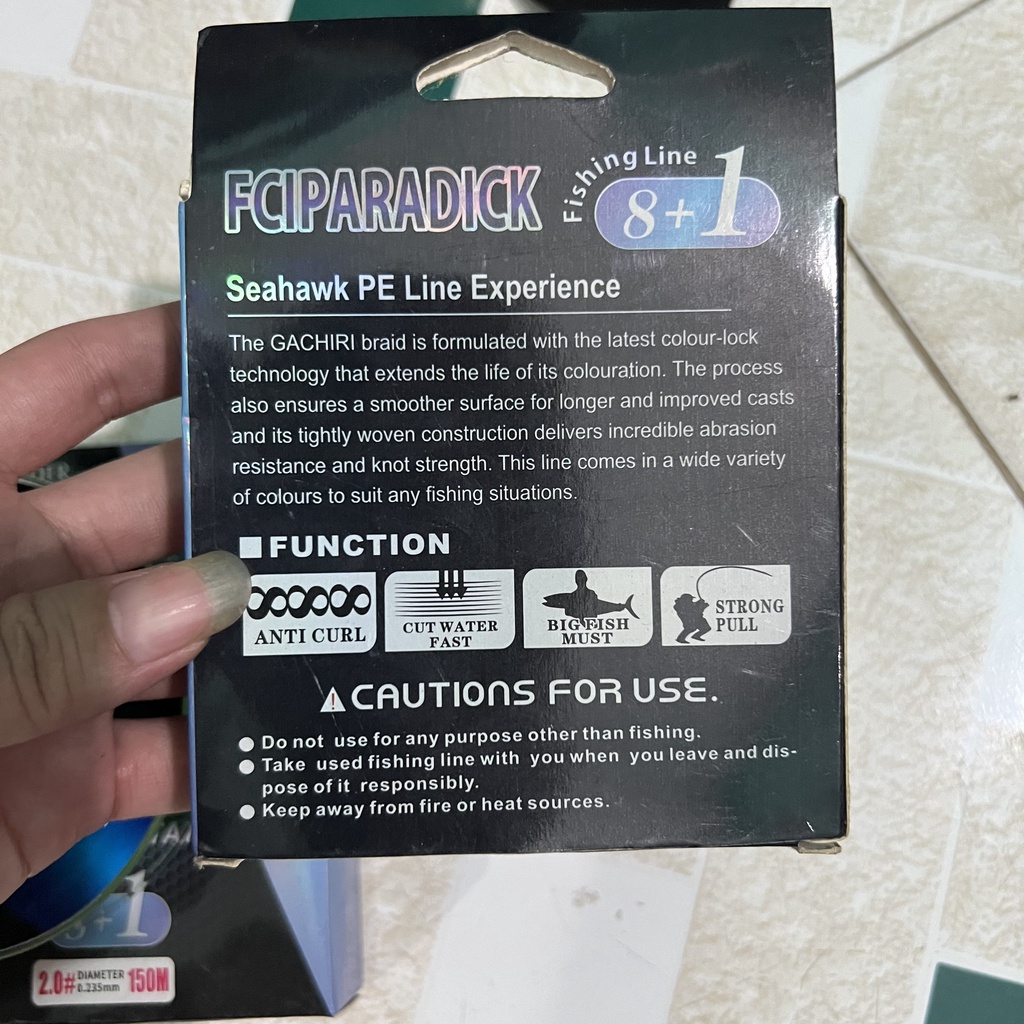 FCIPARADICK
Fishing Line
8+1
Seahawk PE Line Experience
The GACHIRI braid is formulated with the latest colour-lock
technology that extends the life of its colouration. The process
also ensures a smoother surface for longer and improved casts
and its tightly woven construction delivers incredible abrasion
resistance and knot strength. This line comes in a wide variety
of colours to suit any fishing situations.
FUNCTION
ANTI CURL
CUT WATER
FAST
BIG FISH
MUST
STRONG
PULL
CAUTIONS FOR USE.
Do not use for any purpose other than fishing.
Take used fishing line with you when you leave and dis-
pose of it responsibly.
Keep away from fire or heat sources.
8+1
2.0# DIAMETER 0.235mm 150M